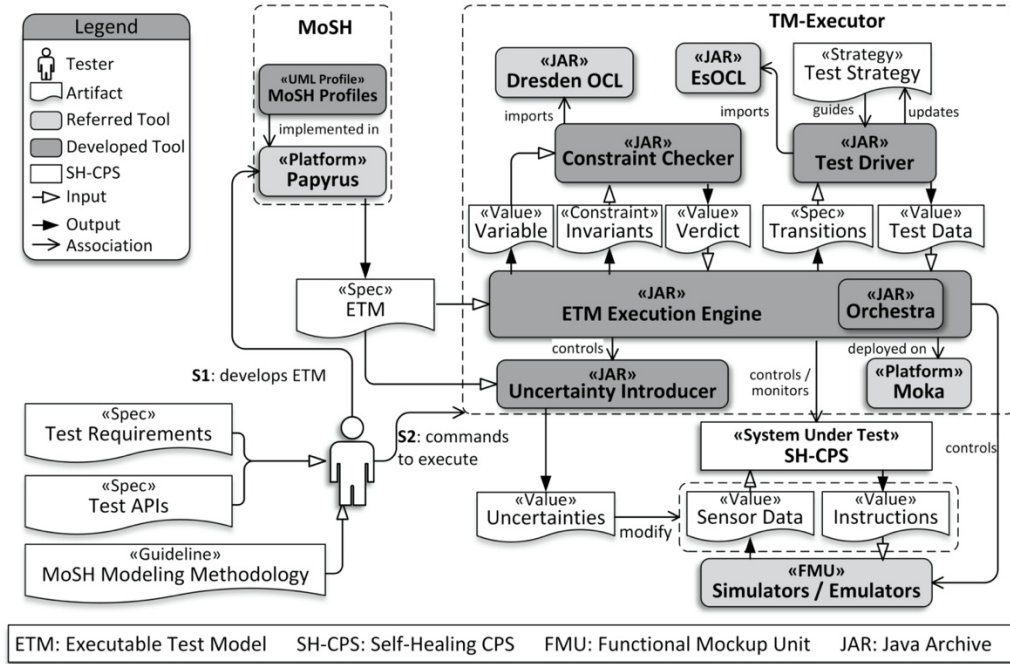 Legend
Tester
Artifact
Referred Tool
Developed Tool
SH-CPS
Input
Output
Association
MoSH
«UML Profile»
MoSH Profiles
implemented in
«Platform»
Papyrus
TM-Executor
«JAR»
Dresden OCL
«JAR»
EsOCL
«Strategy»
Test Strategy
imports
imports
guides
updates
«JAR»
Constraint Checker
«JAR»
Test Driver
«Value»
Variable
«Constraint»
Invariants
«Value»
Verdict
«Spec»
Transitions
«Value»
Test Data
«Spec»
ETM
«JAR»
ETM Execution Engine
«JAR»
Orchestra
controls
deployed on
«JAR»
Uncertainty Introducer
controls /
monitors
«Platform»
Moka
S1: develops ETM
S2: commands
to execute
«Spec»
Test Requirements
«Spec»
Test APIs
«Guideline»
MoSH Modeling Methodology
«System Under Test»
SH-CPS
controls
«Value»
Uncertainties
modify
«Value»
Sensor Data
«Value»
Instructions
«FMU»
Simulators / Emulators
ETM: Executable Test Model SH-CPS: Self-Healing CPS FMU: Functional Mockup Unit JAR: Java Archive